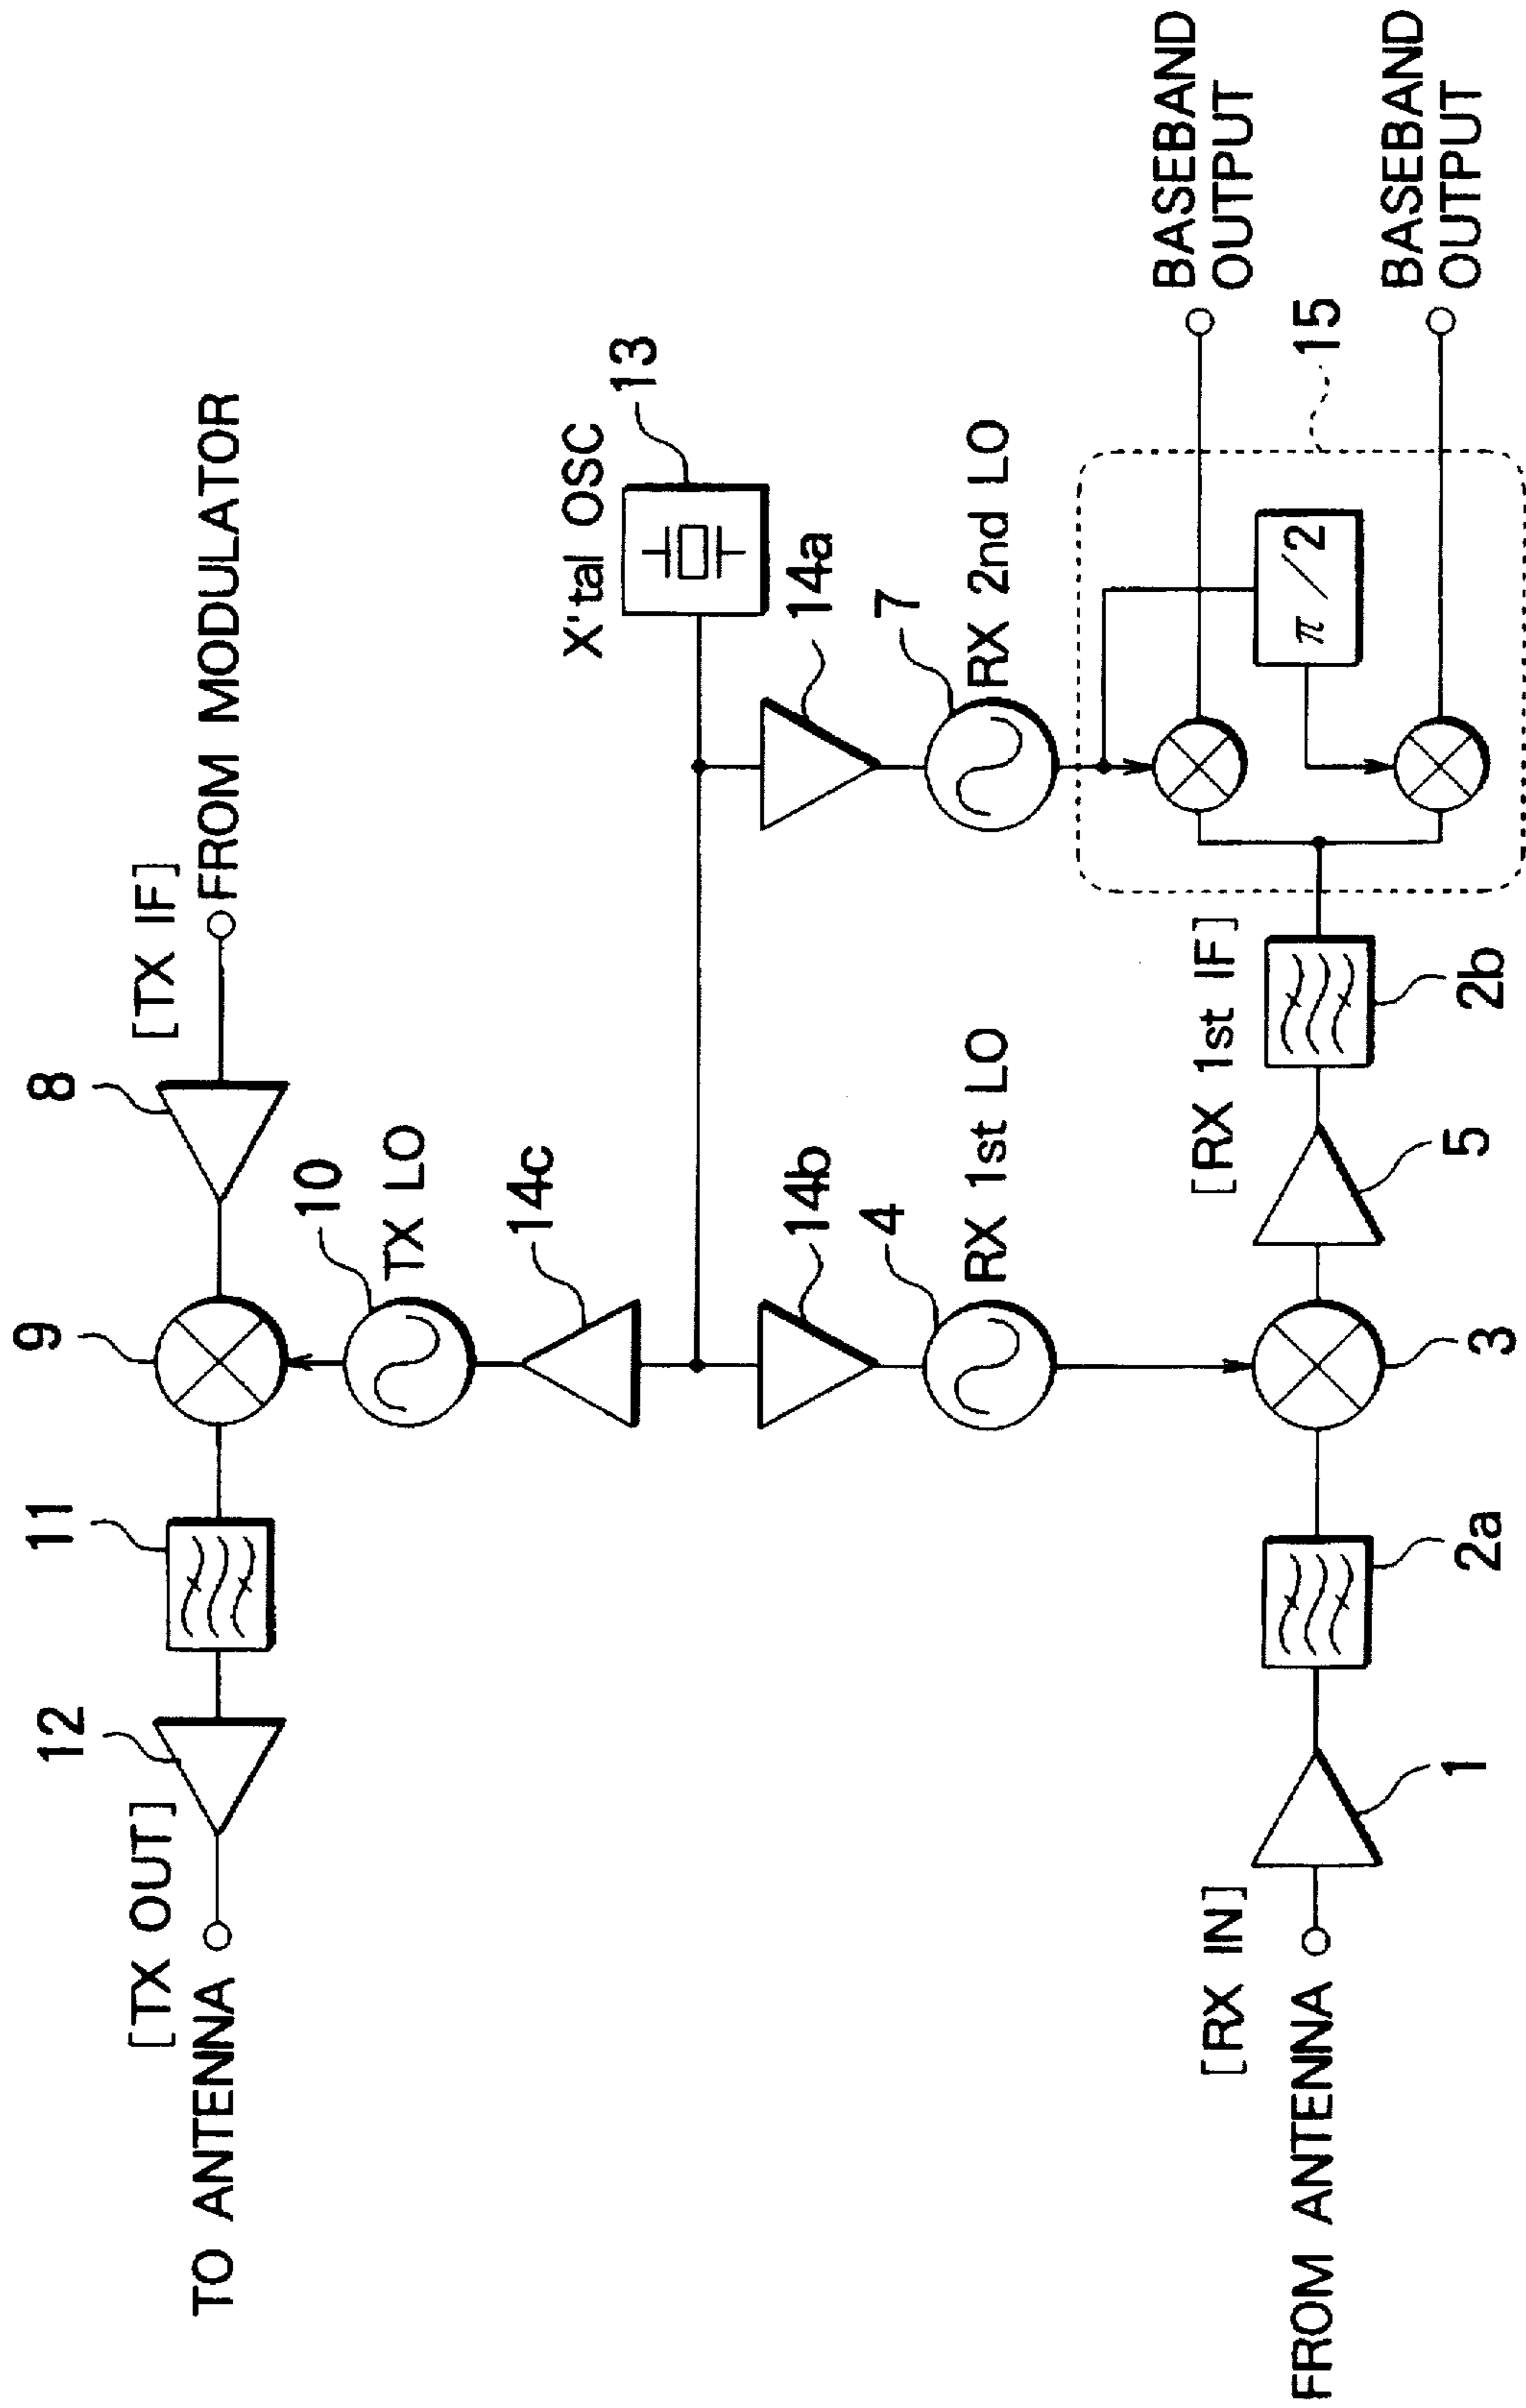 [TX OUT]
TO ANTENNA
12
11
9
8
[TX IF]
FROM MODULATOR
10
TX LO
14c
X'tal OSC
13
14b
14a
4
RX 1st LO
7
RX 2nd LO
[RX IN]
FROM ANTENNA
1
2a
3
5
[RX 1st IF]
2b
π/2
15
BASEBAND
OUTPUT
BASEBAND
OUTPUT